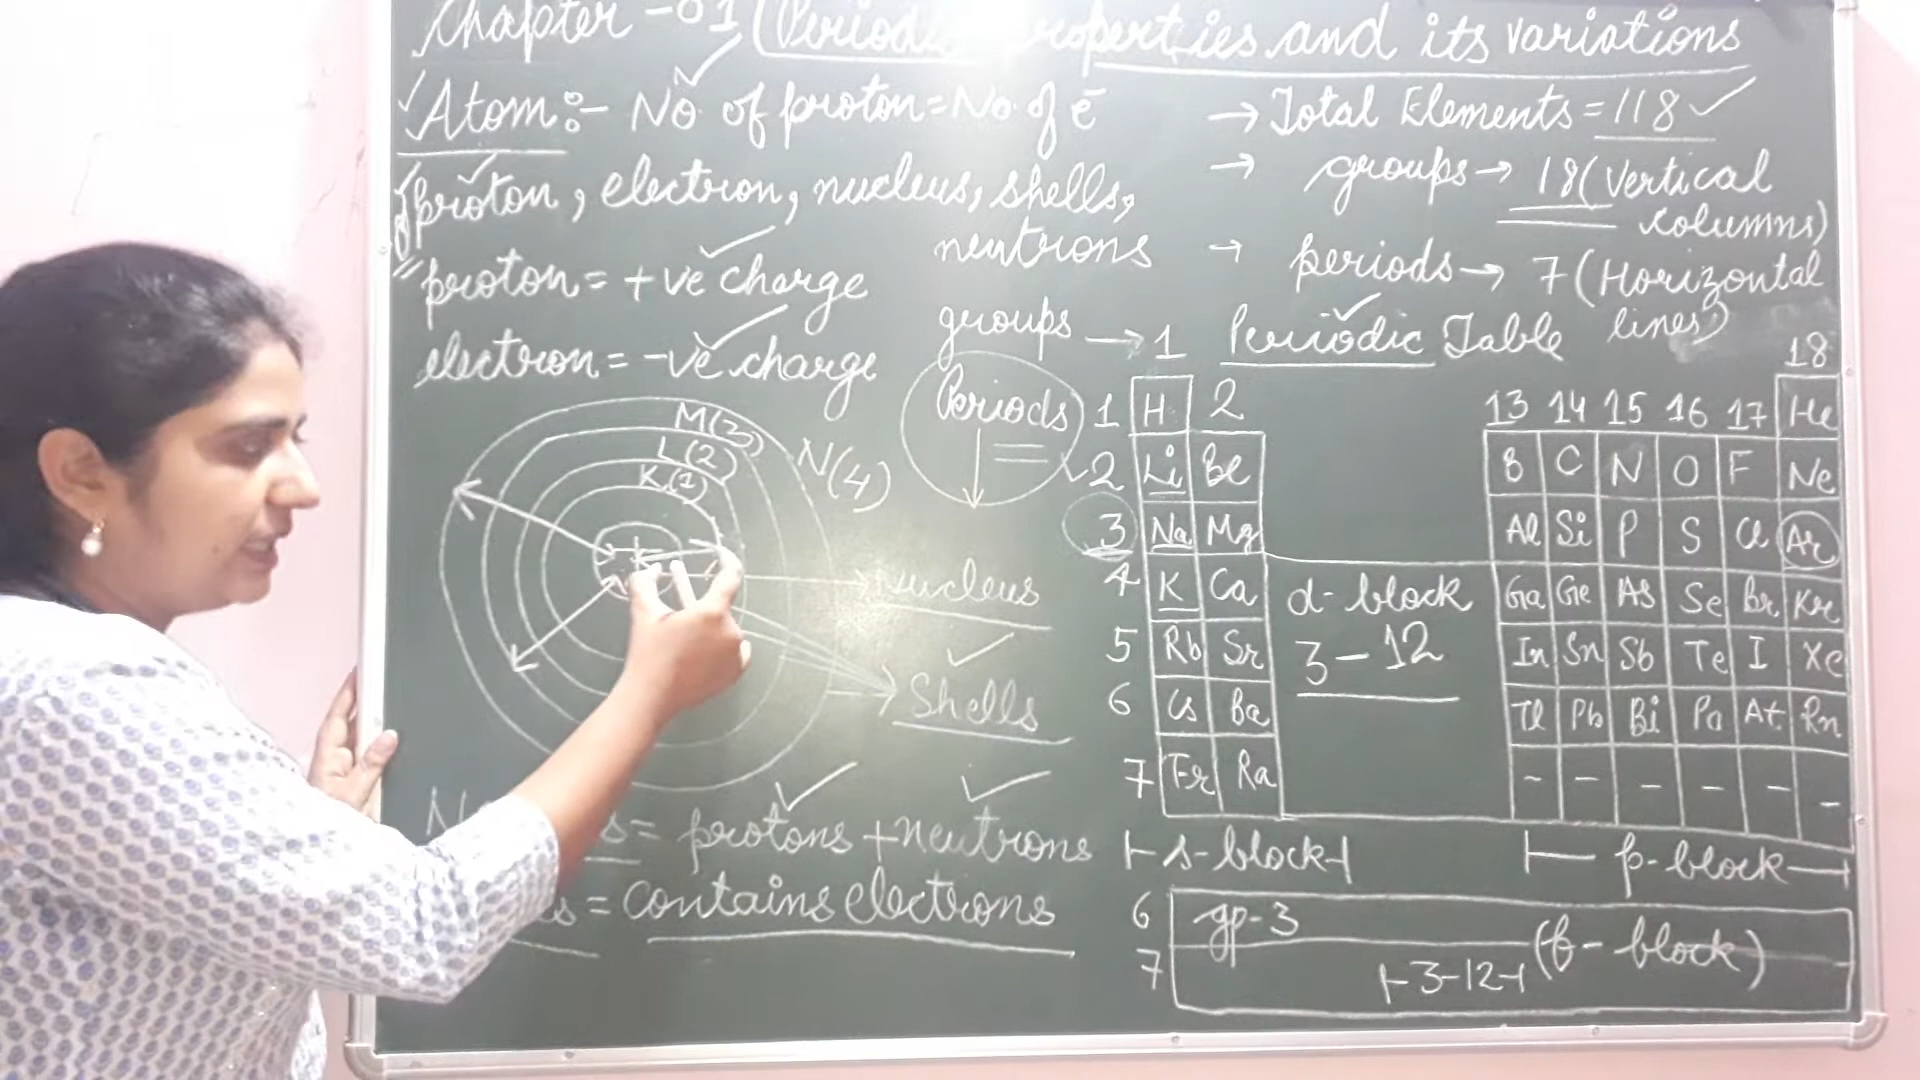 Chapter - 01 (Periodic properties and its variations
Atom :- No. of proton = No. of e⁻
proton, electron, nucleus, shells,
neutrons
proton = +ve charge
electron = -ve charge
→ Total Elements = 118
→ groups → 18 (Vertical
columns)
→ periods → 7 (Horizontal
lines)
groups → 1 Periodic Table 18
Periods
M(3)
L(2)
K(1)
N(4)
Nucleus
Shells
= protons + neutrons
= contains electrons
1 H 2 13 14 15 16 17 He
2 Li Be B C N O F Ne
3 Na Mg Al Si P S Cl Ar
4 K Ca d-block Ga Ge As Se Br Kr
5 Rb Sr 3-12 In Sn Sb Te I Xe
6 Cs Ba Tl Pb Bi Po At Rn
7 Fr Ra - - - - - -
s-block p-block
6 gp-3
7 3-12 (f-block)